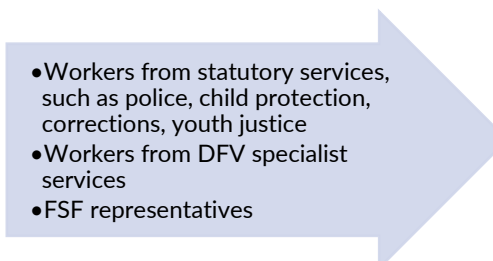 •Workers from statutory services,
such as police, child protection,
corrections, youth justice
•Workers from DFV specialist
services
•FSF representatives